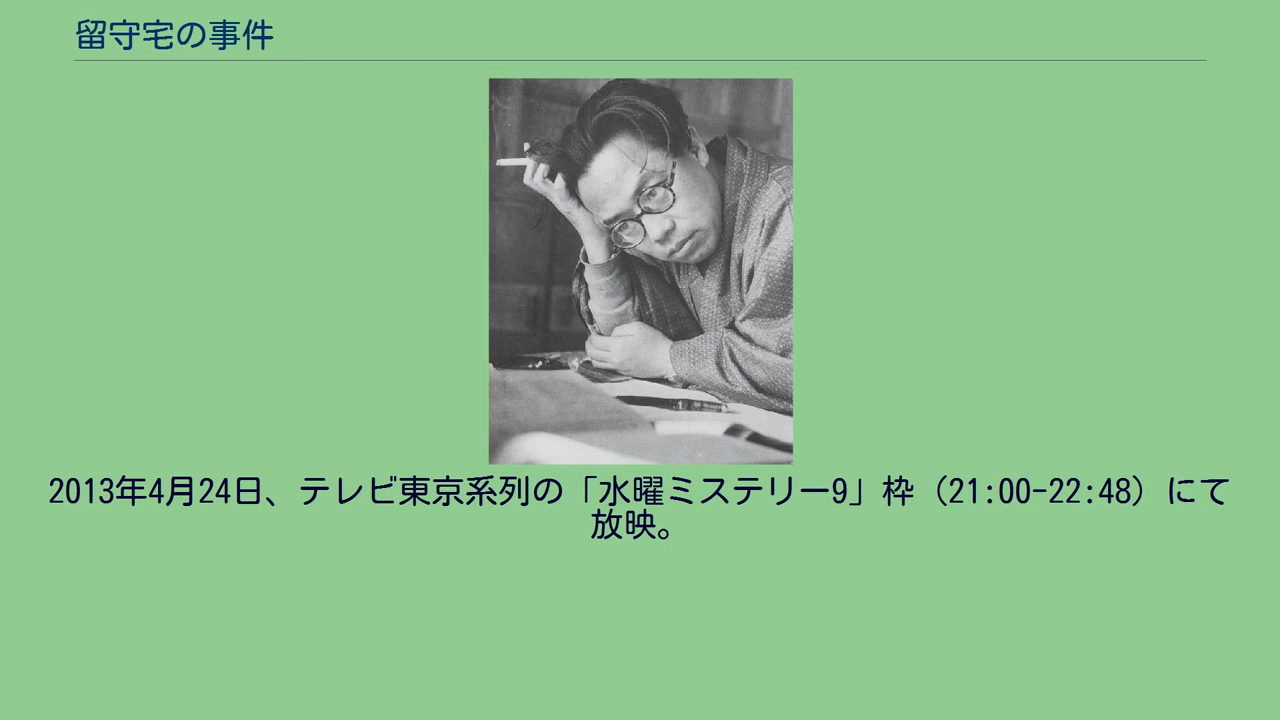 留守宅の事件
2013年4月24日、テレビ東京系列の「水曜ミステリー9」枠（21:00-22:48）にて
放映。